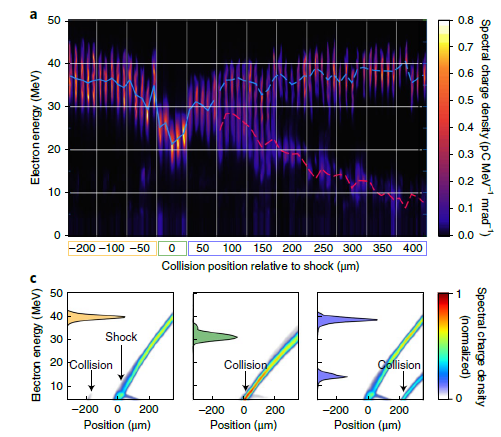 a
50
40
30
20
10
0
Electron energy (MeV)
−200 −100 −50 0 50 100 150 200 250 300 350 400
Collision position relative to shock (µm)
0.8
0.7
0.6
0.5
0.4
0.3
0.2
0.1
0.0
Spectral charge density (pC MeV⁻¹ mrad⁻¹)
c
50
40
30
20
10
Electron energy (MeV)
Shock
Collision
Collision
Collision
−200 0 200
−200 0 200
−200 0 200
Position (µm)
Position (µm)
Position (µm)
1
0
Spectral charge density
(normalized)